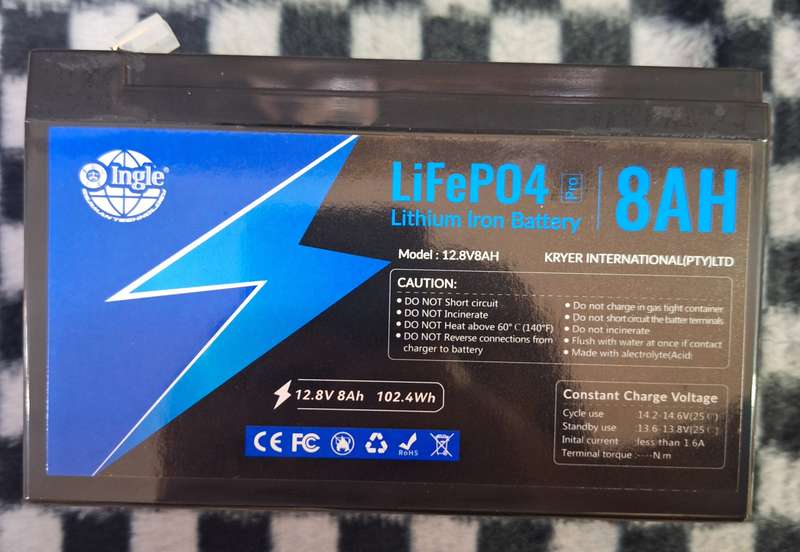 Ingle®
LiFePO4 Pro
Lithium Iron Battery
8AH
Model : 12.8V8AH
KRYER INTERNATIONAL(PTY)LTD
CAUTION:
• DO NOT Short circuit
• DO NOT Incinerate
• DO NOT Heat above 60°C (140°F)
• DO NOT Reverse connections from
charger to battery
• Do not charge in gas tight container
• Do not short circuit the batter terminals
• Do not incinerate
• Flush with water at once if contact
• Made with alectrolyte(Acid:
12.8V 8Ah 102.4Wh
CE FC
RoHS
Constant Charge Voltage
Cycle use :14.2-14.6V(25
Standby use :13.6-13.8V(25
Inital current :less than 1.6A
Terminal torque :----N.m